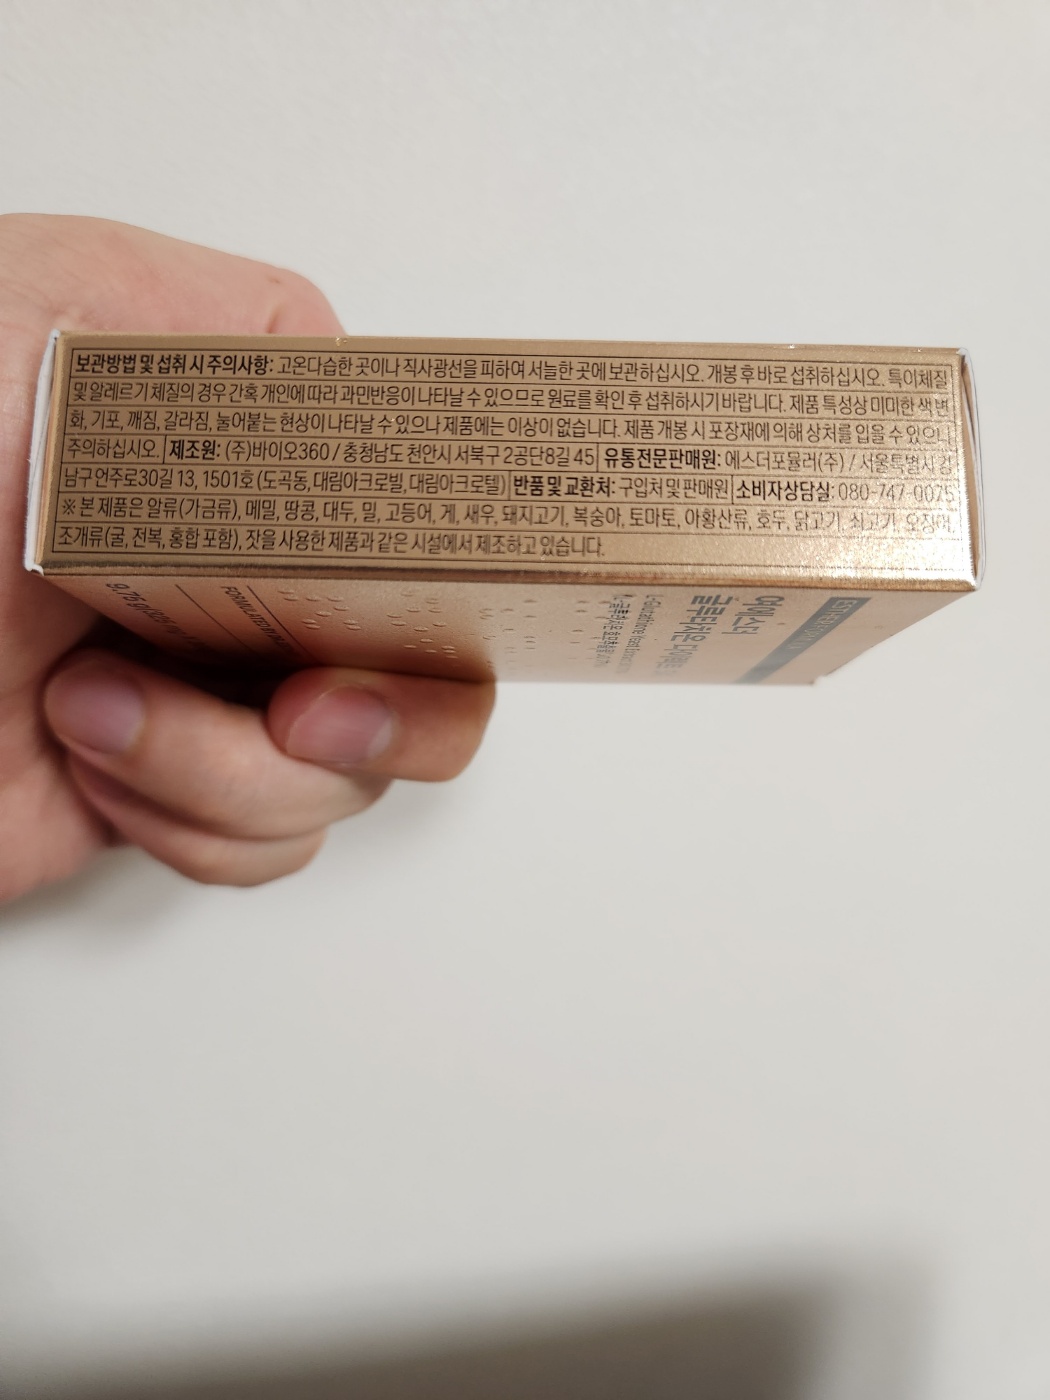 보관방법 및 섭취 시 주의사항: 고온다습한 곳이나 직사광선을 피하여 서늘한 곳에 보관하십시오. 개봉 후 바로 섭취하십시오. 특이체질
및 알레르기 체질의 경우 간혹 개인에 따라 과민반응이 나타날 수 있으므로 원료를 확인 후 섭취하시기 바랍니다. 제품 특성상 미미한 색 변
화, 기포, 깨짐, 갈라짐, 눌어붙는 현상이 나타날 수 있으나 제품에는 이상이 없습니다. 제품 개봉 시 포장재에 의해 상처를 입을 수 있으니
주의하십시오. 제조원: (주)바이오360 / 충청남도 천안시 서북구 2공단8길 45 유통전문판매원: 에스더포뮬러(주) / 서울특별시 강
남구 언주로30길 13, 1501호 (도곡동, 대림아크로빌, 대림아크로텔) 반품 및 교환처: 구입처 및 판매원 소비자상담실: 080-747-0075
※ 본 제품은 알류(가금류), 메밀, 땅콩, 대두, 밀, 고등어, 게, 새우, 돼지고기, 복숭아, 토마토, 아황산류, 호두, 닭고기, 쇠고기, 오징어,
조개류(굴, 전복, 홍합 포함), 잣을 사용한 제품과 같은 시설에서 제조하고 있습니다.
여에스더
글루타치온
FORMULATED